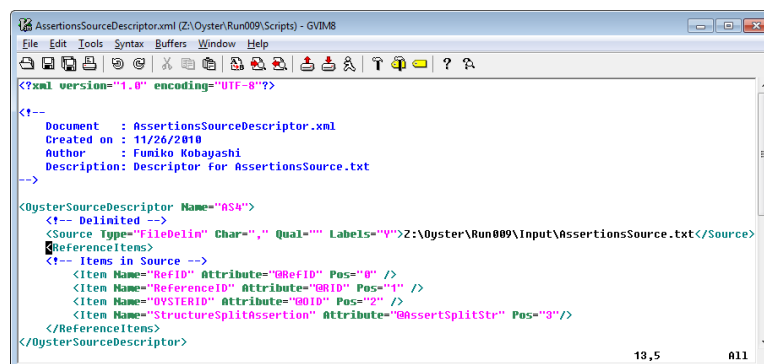 AssertionsSourceDescriptor.xml (Z:\Oyster\Run009\Scripts) - GVIM8
File Edit Tools Syntax Buffers Window Help
<?xml version="1.0" encoding="UTF-8"?>
<!--
Document : AssertionsSourceDescriptor.xml
Created on : 11/26/2010
Author : Fumiko Kobayashi
Description: Descriptor for AssertionsSource.txt
-->
<OysterSourceDescriptor Name="AS4">
<!-- Delimited -->
<Source Type="FileDelim" Char="," Qual="" Labels="Y">Z:\Oyster\Run009\Input\AssertionsSource.txt</Source>
<ReferenceItems>
<!-- Items in Source -->
<Item Name="RefID" Attribute="@RefID" Pos="0" />
<Item Name="ReferenceID" Attribute="@RID" Pos="1" />
<Item Name="OYSTERID" Attribute="@OID" Pos="2" />
<Item Name="StructureSplitAssertion" Attribute="@AssertSplitStr" Pos="3"/>
</ReferenceItems>
</OysterSourceDescriptor>
13,5 All